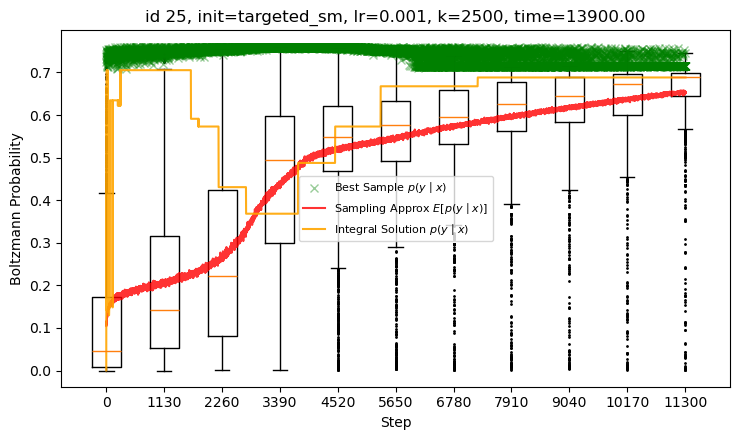 id 25, init=targeted_sm, lr=0.001, k=2500, time=13900.00
Boltzmann Probability
0.7
0.6
0.5
0.4
0.3
0.2
0.1
0.0
Best Sample p(y | x)
Sampling Approx E[p(y | x)]
Integral Solution p(y | x)
0 1130 2260 3390 4520 5650 6780 7910 9040 10170 11300
Step